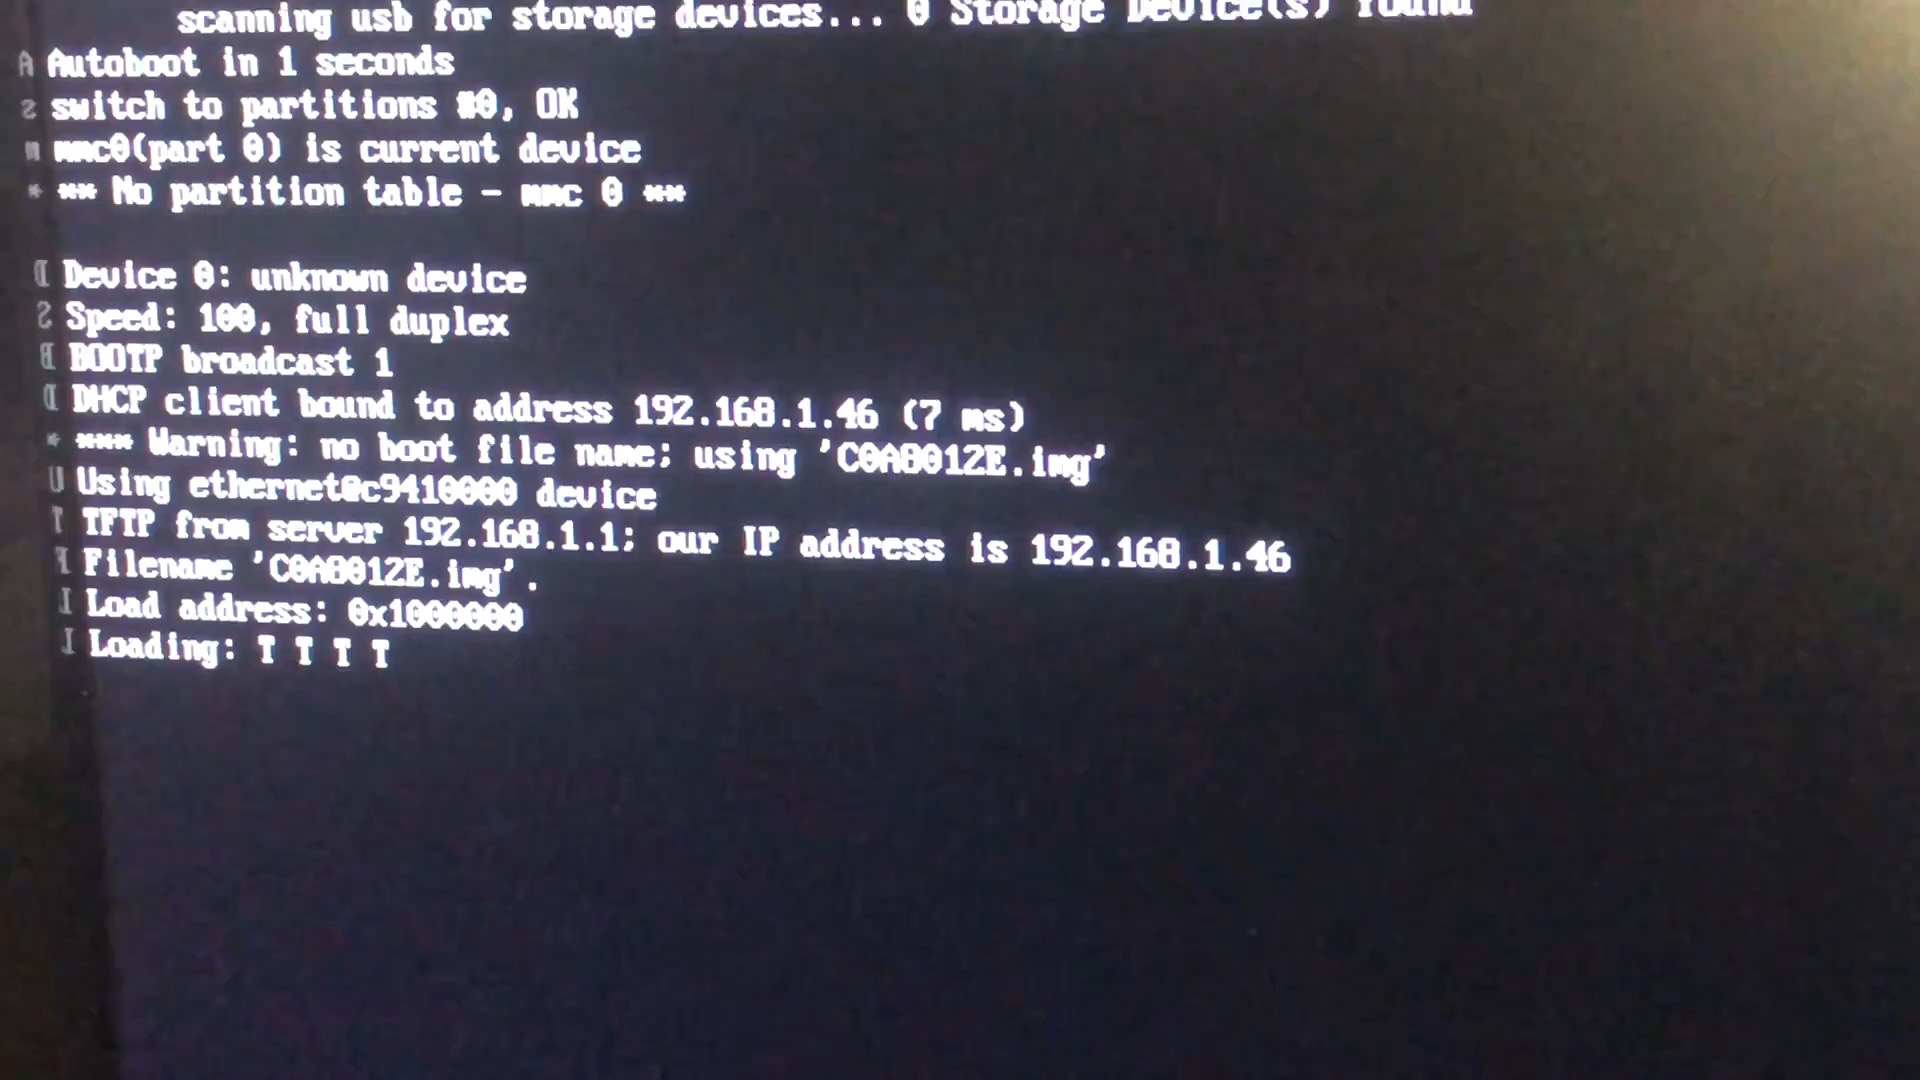 scanning usb for storage devices... 0 Storage Device(s) found
Autoboot in 1 seconds
switch to partitions #0, OK
mmc0(part 0) is current device
** No partition table - mmc 0 **
Device 0: unknown device
Speed: 100, full duplex
BOOTP broadcast 1
DHCP client bound to address 192.168.1.46 (7 ms)
*** Warning: no boot file name; using 'C0A8012E.img'
Using ethernet@c9410000 device
TFTP from server 192.168.1.1; our IP address is 192.168.1.46
Filename 'C0A8012E.img'.
Load address: 0x1000000
Loading: T T T T